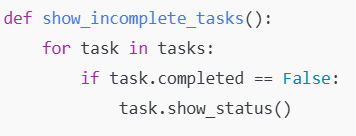 def show_incomplete_tasks():
    for task in tasks:
        if task.completed == False:
            task.show_status()